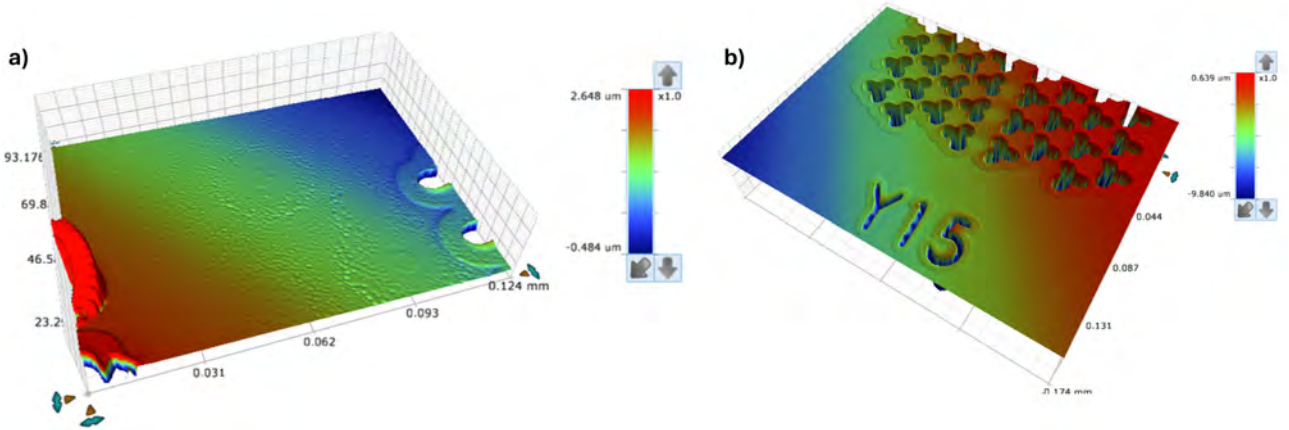 a)
2.648 um
x1.0
-0.484 um
93.176
69.8
46.5
23.2
0.031
0.062
0.093
0.124 mm
b)
0.639 um
x1.0
-9.840 um
Y15
0.044
0.087
0.131
0.174 mm